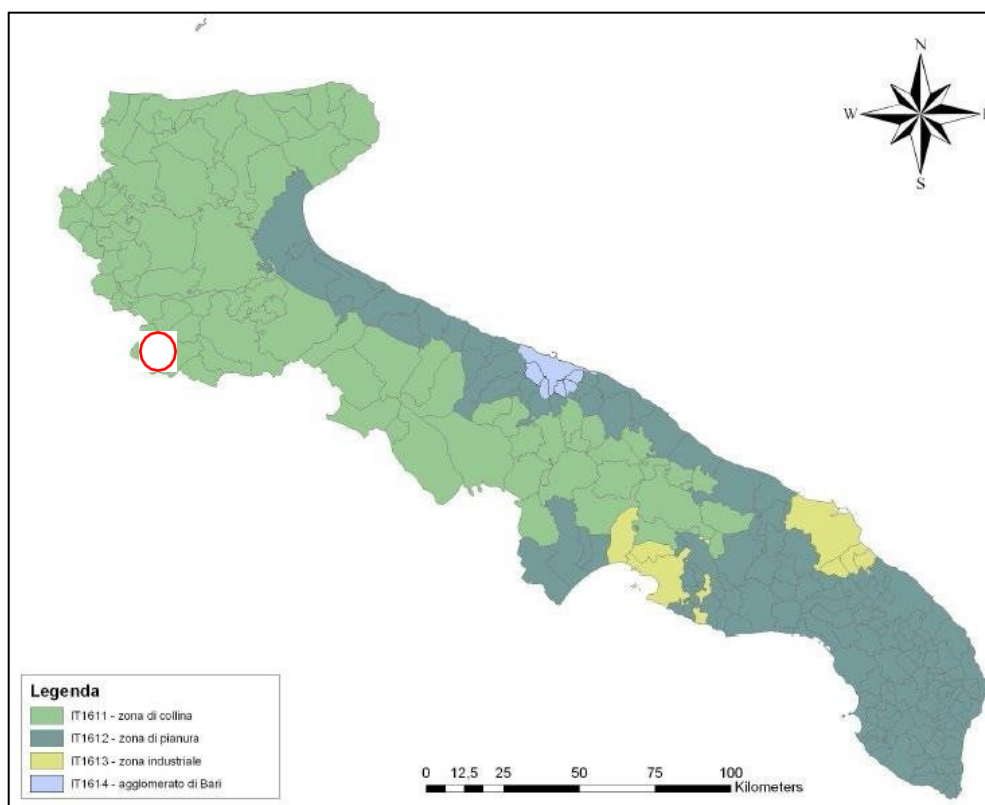 N
W
E
S
Legenda
IT1611 - zona di collina
IT1612 - zona di pianura
IT1613 - zona industriale
IT1614 - agglomerato di Bari
0 12,5 25 50 75 100
Kilometers